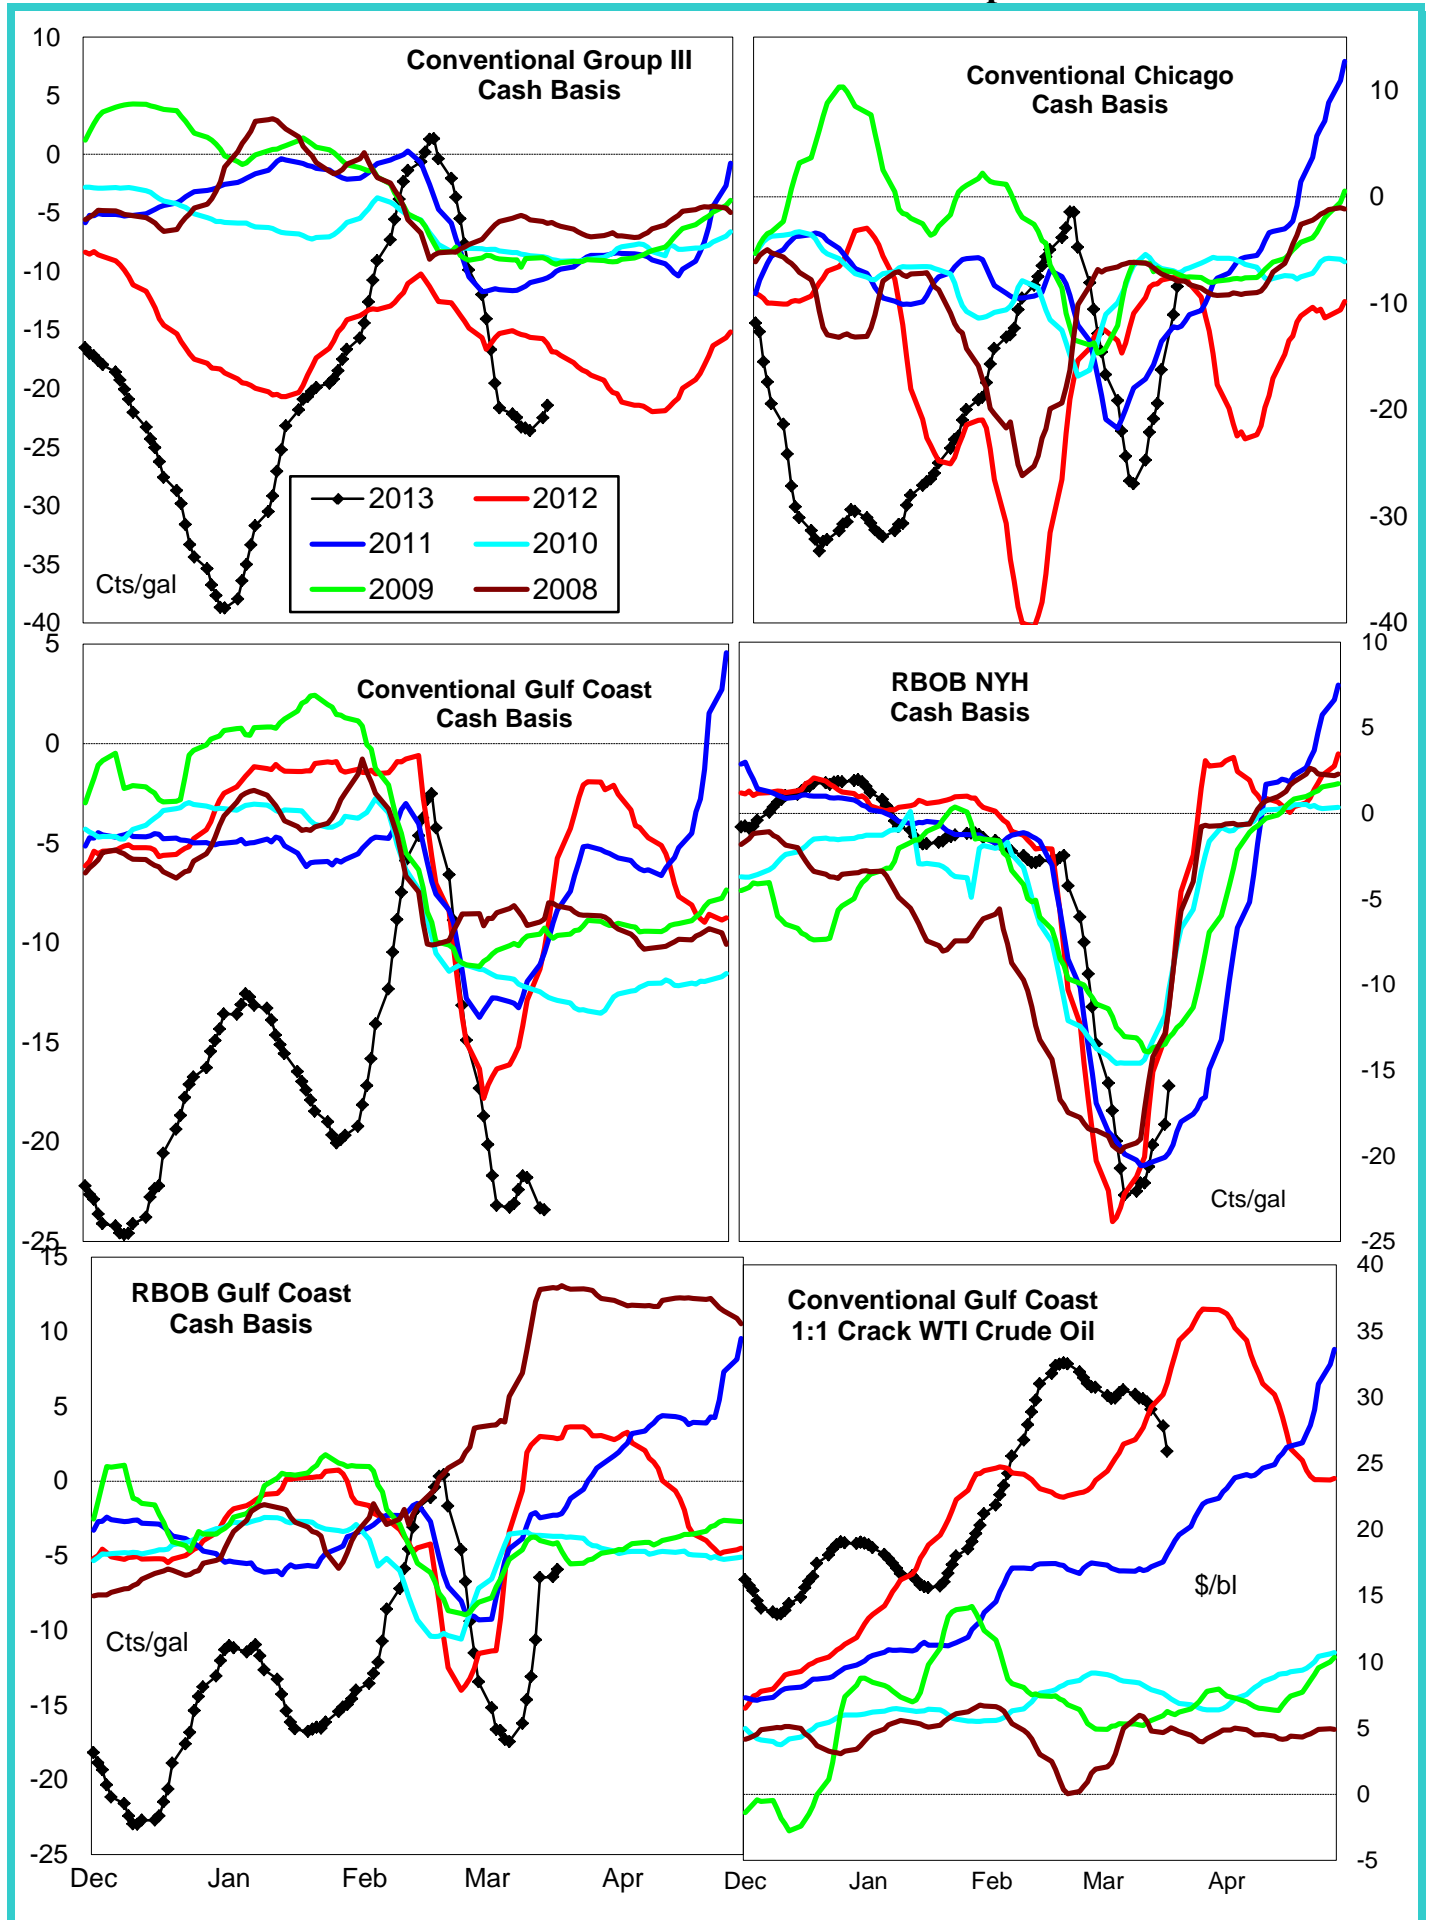 Conventional Group III
Cash Basis
10
5
0
-5
-10
-15
-20
-25
-30
-35
-40
Cts/gal
2013
2012
2011
2010
2009
2008
Conventional Chicago
Cash Basis
10
0
-10
-20
-30
-40
Conventional Gulf Coast
Cash Basis
5
0
-5
-10
-15
-20
-25
RBOB NYH
Cash Basis
10
5
0
-5
-10
-15
-20
-25
Cts/gal
RBOB Gulf Coast
Cash Basis
15
10
5
0
-5
-10
-15
-20
-25
Cts/gal
Dec
Jan
Feb
Mar
Apr
Conventional Gulf Coast
1:1 Crack WTI Crude Oil
40
35
30
25
20
15
10
5
0
-5
$/bl
Dec
Jan
Feb
Mar
Apr